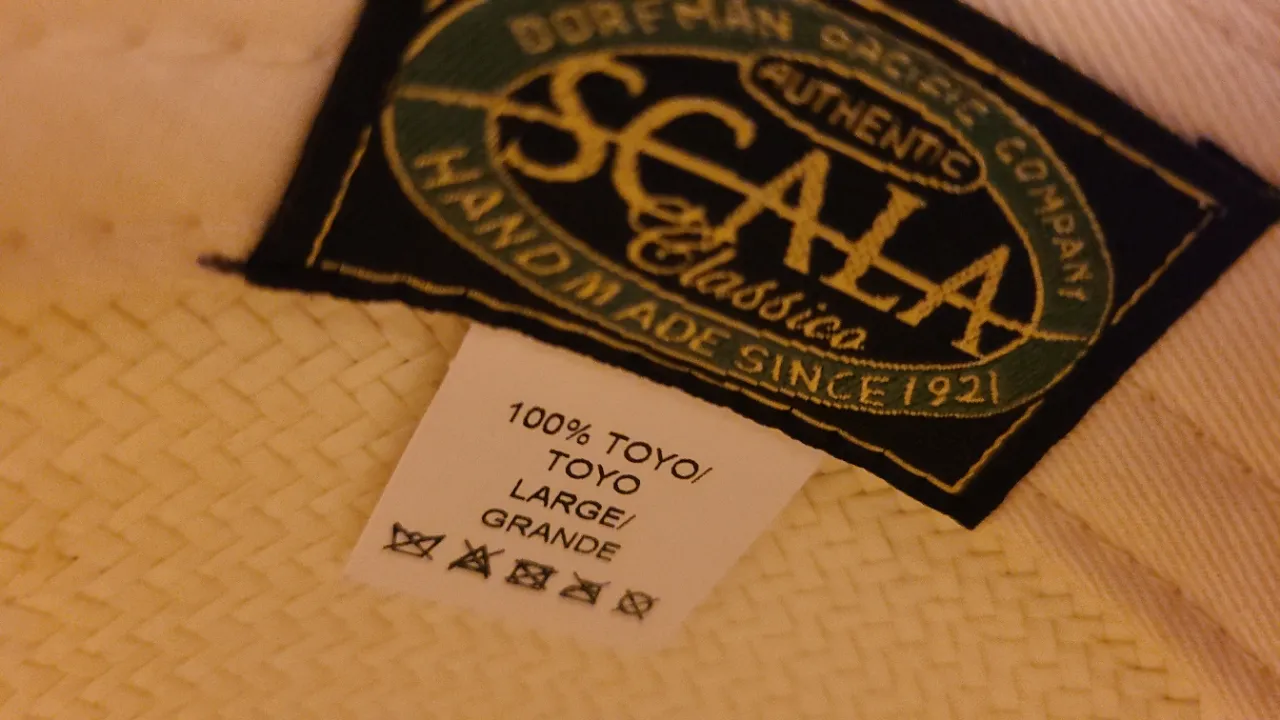 DORFMAN PACIFIC COMPANY
AUTHENTIC
SCALA
Classico
HAND MADE SINCE 1921
100% TOYO/
TOYO
LARGE/
GRANDE